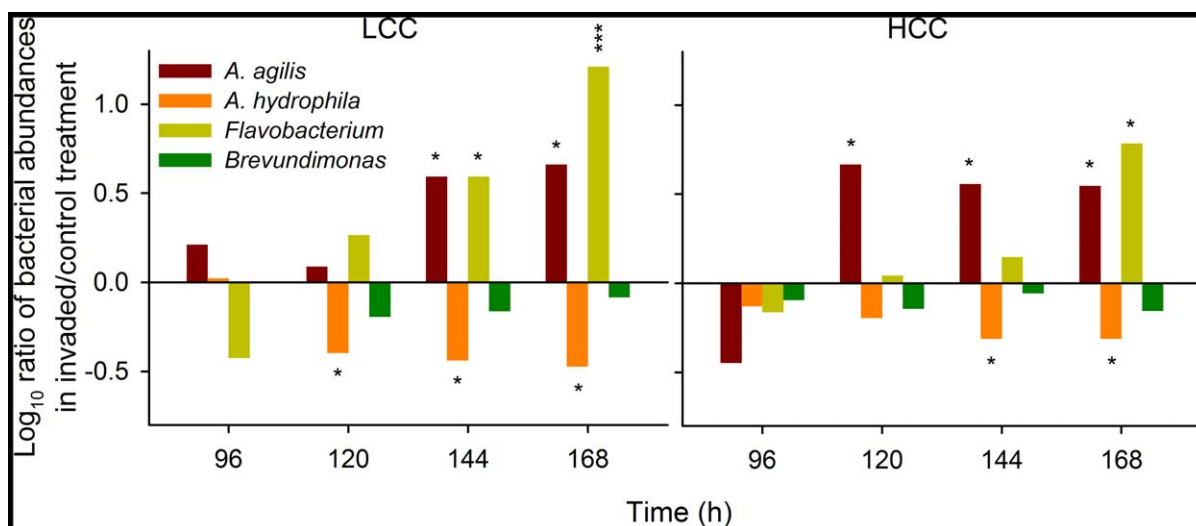 LCC
HCC
Log₁₀ ratio of bacterial abundances
in invaded/control treatment
1.0
0.5
0.0
-0.5
A. agilis
A. hydrophila
Flavobacterium
Brevundimonas
***
* * * *
* *
* * *
* *
96 120 144 168
96 120 144 168
Time (h)